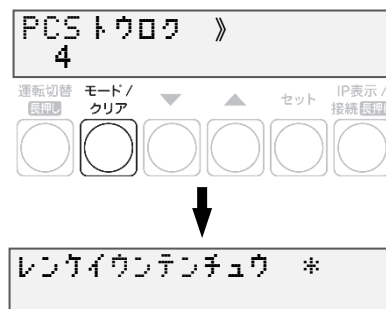 PCSトウロク 》
4
運転切替 長押し
モード/クリア
▼
▲
セット
IP表示/接続 長押し
レンケイウンテンチュウ *